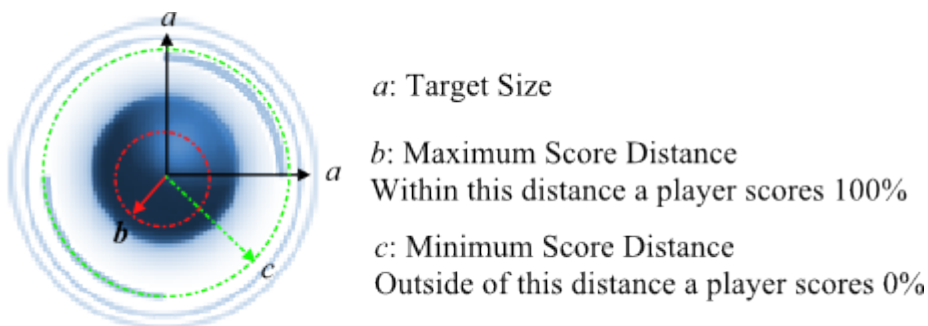 a
a: Target Size
b: Maximum Score Distance
a
Within this distance a player scores 100%
b
c: Minimum Score Distance
c
Outside of this distance a player scores 0%